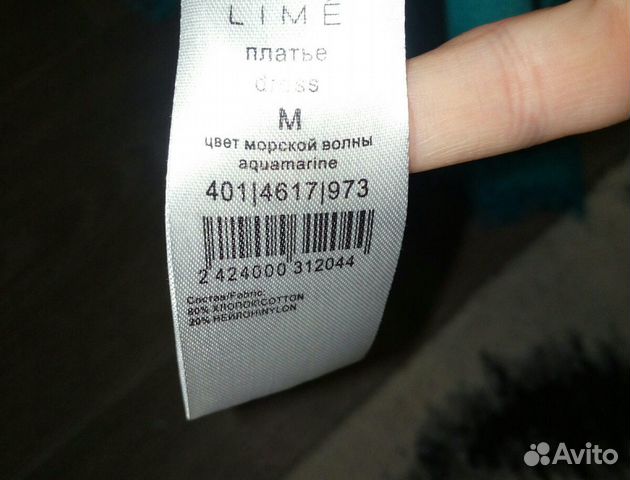 LIMÉ
платье
dress
M
цвет морской волны
aquamarine
401|4617|973
2 424000 312044
Состав/Fabric:
80% ХЛОПОК\COTTON
20% НЕЙЛОН\NYLON
Avito